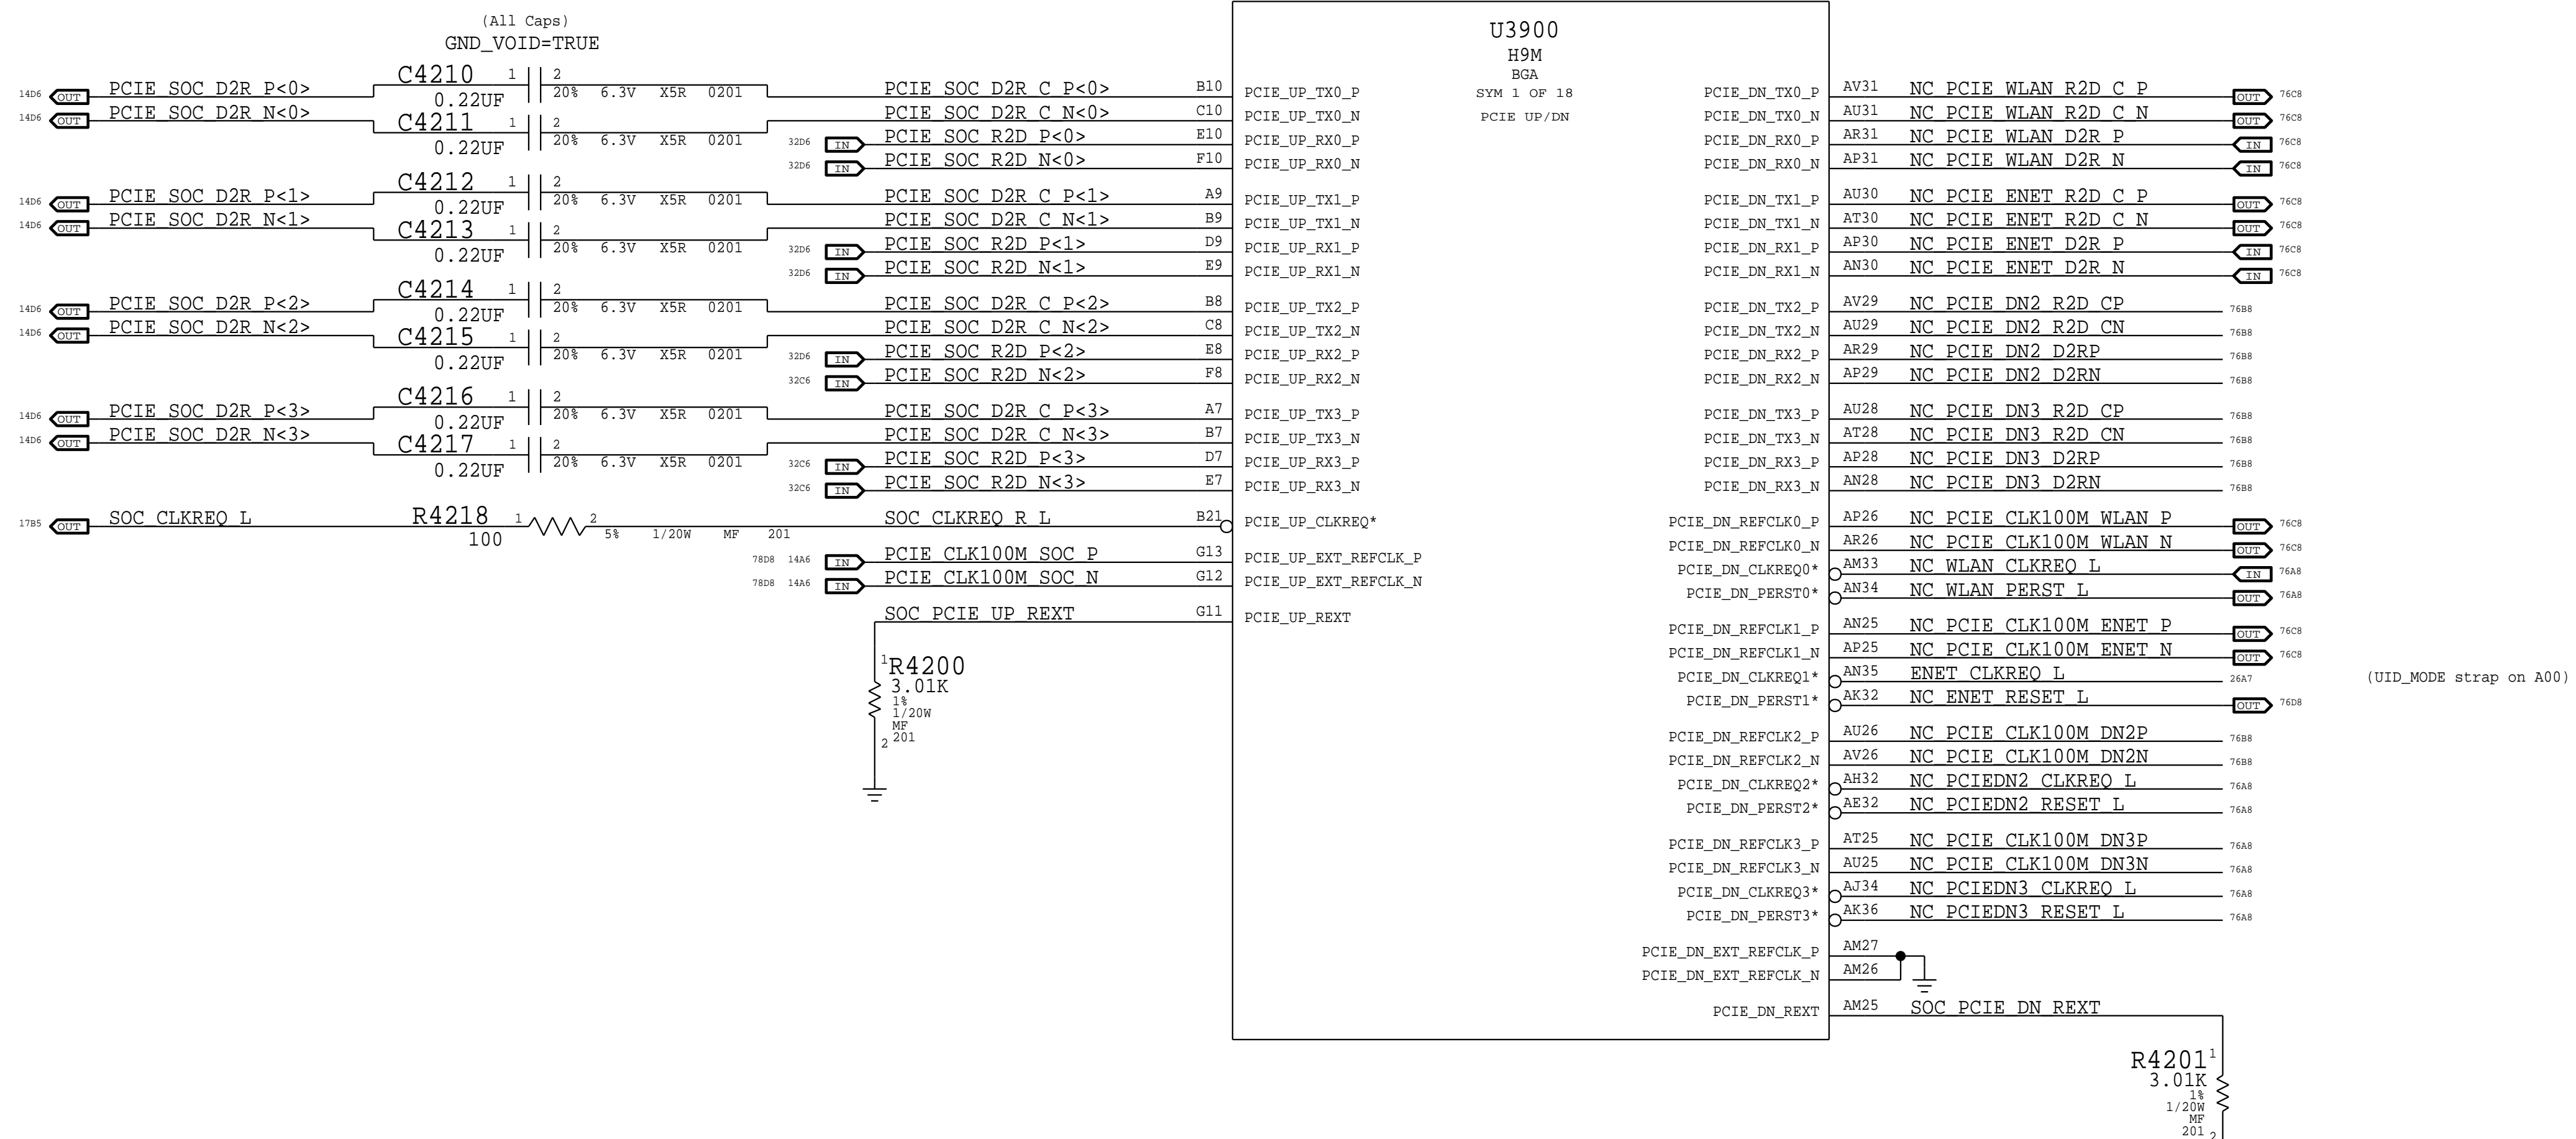 (All Caps)
GND_VOID=TRUE
U3900
H9M
BGA
SYM 1 OF 18
PCIE UP/DN
14D6 OUT PCIE_SOC_D2R_P<0> C4210 0.22UF 1 2 20% 6.3V X5R 0201 PCIE_SOC_D2R_C_P<0> B10 PCIE_UP_TX0_P
14D6 OUT PCIE_SOC_D2R_N<0> C4211 0.22UF 1 2 20% 6.3V X5R 0201 PCIE_SOC_D2R_C_N<0> C10 PCIE_UP_TX0_N
32D6 IN PCIE_SOC_R2D_P<0> E10 PCIE_UP_RX0_P
32D6 IN PCIE_SOC_R2D_N<0> F10 PCIE_UP_RX0_N
14D6 OUT PCIE_SOC_D2R_P<1> C4212 0.22UF 1 2 20% 6.3V X5R 0201 PCIE_SOC_D2R_C_P<1> A9 PCIE_UP_TX1_P
14D6 OUT PCIE_SOC_D2R_N<1> C4213 0.22UF 1 2 20% 6.3V X5R 0201 PCIE_SOC_D2R_C_N<1> B9 PCIE_UP_TX1_N
32D6 IN PCIE_SOC_R2D_P<1> D9 PCIE_UP_RX1_P
32D6 IN PCIE_SOC_R2D_N<1> E9 PCIE_UP_RX1_N
14D6 OUT PCIE_SOC_D2R_P<2> C4214 0.22UF 1 2 20% 6.3V X5R 0201 PCIE_SOC_D2R_C_P<2> B8 PCIE_UP_TX2_P
14D6 OUT PCIE_SOC_D2R_N<2> C4215 0.22UF 1 2 20% 6.3V X5R 0201 PCIE_SOC_D2R_C_N<2> C8 PCIE_UP_TX2_N
32D6 IN PCIE_SOC_R2D_P<2> E8 PCIE_UP_RX2_P
32C6 IN PCIE_SOC_R2D_N<2> F8 PCIE_UP_RX2_N
14D6 OUT PCIE_SOC_D2R_P<3> C4216 0.22UF 1 2 20% 6.3V X5R 0201 PCIE_SOC_D2R_C_P<3> A7 PCIE_UP_TX3_P
14D6 OUT PCIE_SOC_D2R_N<3> C4217 0.22UF 1 2 20% 6.3V X5R 0201 PCIE_SOC_D2R_C_N<3> B7 PCIE_UP_TX3_N
32C6 IN PCIE_SOC_R2D_P<3> D7 PCIE_UP_RX3_P
32C6 IN PCIE_SOC_R2D_N<3> E7 PCIE_UP_RX3_N
17B5 OUT SOC_CLKREQ_L R4218 100 1 2 5% 1/20W MF 201 SOC_CLKREQ_R_L B21 PCIE_UP_CLKREQ*
78D8 14A6 IN PCIE_CLK100M_SOC_P G13 PCIE_UP_EXT_REFCLK_P
78D8 14A6 IN PCIE_CLK100M_SOC_N G12 PCIE_UP_EXT_REFCLK_N
SOC_PCIE_UP_REXT G11 PCIE_UP_REXT
1 R4200
3.01K
1%
1/20W
MF
2 201
PCIE_DN_TX0_P AV31 NC_PCIE_WLAN_R2D_C_P OUT 76C8
PCIE_DN_TX0_N AU31 NC_PCIE_WLAN_R2D_C_N OUT 76C8
PCIE_DN_RX0_P AR31 NC_PCIE_WLAN_D2R_P IN 76C8
PCIE_DN_RX0_N AP31 NC_PCIE_WLAN_D2R_N IN 76C8
PCIE_DN_TX1_P AU30 NC_PCIE_ENET_R2D_C_P OUT 76C8
PCIE_DN_TX1_N AT30 NC_PCIE_ENET_R2D_C_N OUT 76C8
PCIE_DN_RX1_P AP30 NC_PCIE_ENET_D2R_P IN 76C8
PCIE_DN_RX1_N AN30 NC_PCIE_ENET_D2R_N IN 76C8
PCIE_DN_TX2_P AV29 NC_PCIE_DN2_R2D_CP 76B8
PCIE_DN_TX2_N AU29 NC_PCIE_DN2_R2D_CN 76B8
PCIE_DN_RX2_P AR29 NC_PCIE_DN2_D2RP 76B8
PCIE_DN_RX2_N AP29 NC_PCIE_DN2_D2RN 76B8
PCIE_DN_TX3_P AU28 NC_PCIE_DN3_R2D_CP 76B8
PCIE_DN_TX3_N AT28 NC_PCIE_DN3_R2D_CN 76B8
PCIE_DN_RX3_P AP28 NC_PCIE_DN3_D2RP 76B8
PCIE_DN_RX3_N AN28 NC_PCIE_DN3_D2RN 76B8
PCIE_DN_REFCLK0_P AP26 NC_PCIE_CLK100M_WLAN_P OUT 76C8
PCIE_DN_REFCLK0_N AR26 NC_PCIE_CLK100M_WLAN_N OUT 76C8
PCIE_DN_CLKREQ0* AM33 NC_WLAN_CLKREQ_L IN 76A8
PCIE_DN_PERST0* AN34 NC_WLAN_PERST_L OUT 76A8
PCIE_DN_REFCLK1_P AN25 NC_PCIE_CLK100M_ENET_P OUT 76C8
PCIE_DN_REFCLK1_N AP25 NC_PCIE_CLK100M_ENET_N OUT 76C8
PCIE_DN_CLKREQ1* AN35 ENET_CLKREQ_L 26A7 (UID_MODE strap on A00)
PCIE_DN_PERST1* AK32 NC_ENET_RESET_L OUT 76D8
PCIE_DN_REFCLK2_P AU26 NC_PCIE_CLK100M_DN2P 76B8
PCIE_DN_REFCLK2_N AV26 NC_PCIE_CLK100M_DN2N 76B8
PCIE_DN_CLKREQ2* AH32 NC_PCIEDN2_CLKREQ_L 76A8
PCIE_DN_PERST2* AE32 NC_PCIEDN2_RESET_L 76A8
PCIE_DN_REFCLK3_P AT25 NC_PCIE_CLK100M_DN3P 76A8
PCIE_DN_REFCLK3_N AU25 NC_PCIE_CLK100M_DN3N 76A8
PCIE_DN_CLKREQ3* AJ34 NC_PCIEDN3_CLKREQ_L 76A8
PCIE_DN_PERST3* AK36 NC_PCIEDN3_RESET_L 76A8
PCIE_DN_EXT_REFCLK_P AM27
PCIE_DN_EXT_REFCLK_N AM26
PCIE_DN_REXT AM25 SOC_PCIE_DN_REXT
R4201 1
3.01K
1%
1/20W
MF
201 2